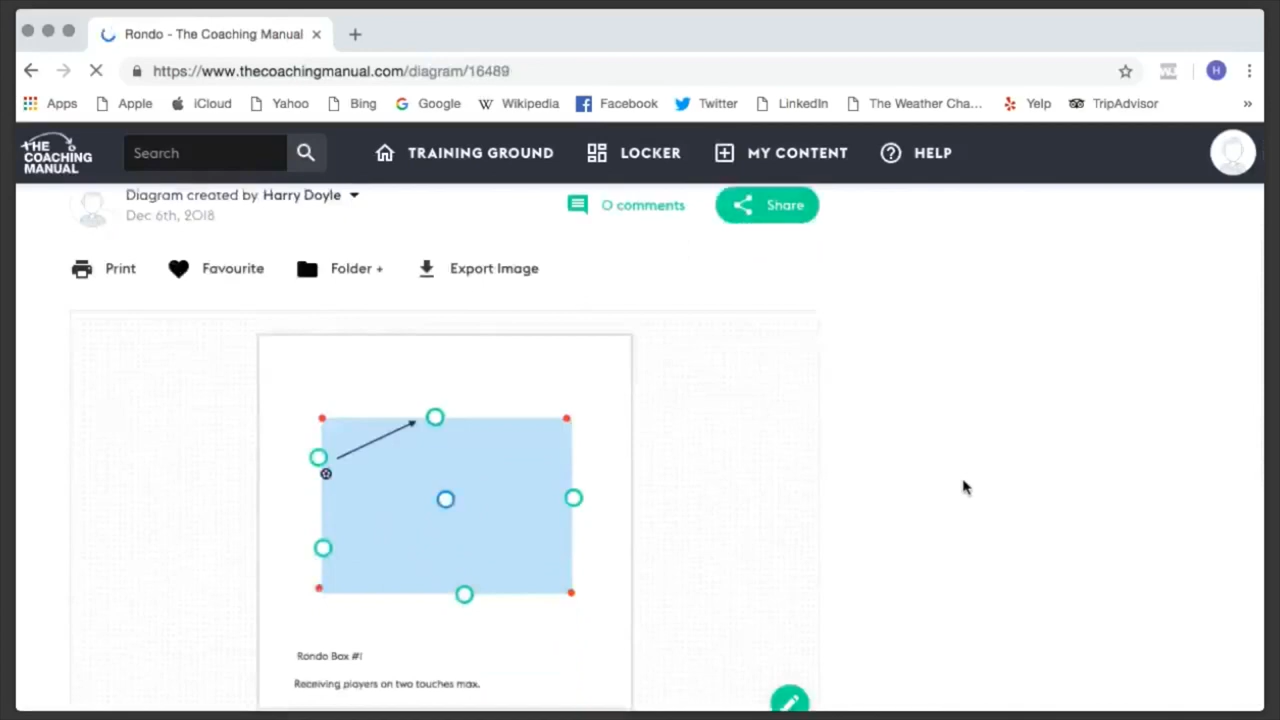 Rondo - The Coaching Manual
https://www.thecoachingmanual.com/diagram/16489
H
Apps Apple iCloud Yahoo Bing Google Wikipedia Facebook Twitter LinkedIn The Weather Cha... Yelp TripAdvisor »
THE
COACHING
MANUAL
Search TRAINING GROUND LOCKER MY CONTENT HELP
Diagram created by Harry Doyle
Dec 6th, 2018
0 comments Share
Print Favourite Folder + Export Image
Rondo Box #1
Receiving players on two touches max.